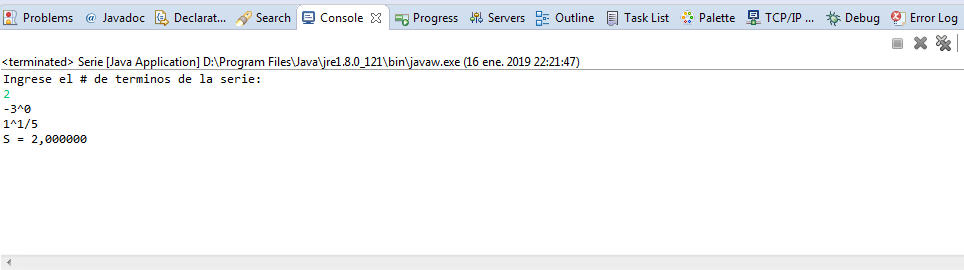 Problems @ Javadoc Declarat... Search Console Progress Servers Outline Task List Palette TCP/IP ... Debug Error Log
<terminated> Serie [Java Application] D:\Program Files\Java\jre1.8.0_121\bin\javaw.exe (16 ene. 2019 22:21:47)
Ingrese el # de terminos de la serie:
2
-3^0
1^1/5
S = 2,000000